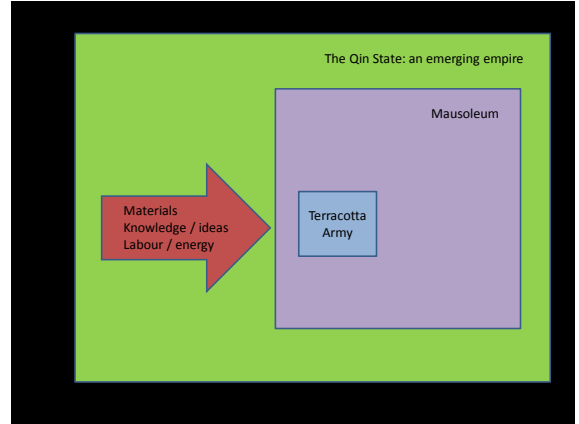 The Qin State: an emerging empire
Mausoleum
Materials
Knowledge / ideas
Labour / energy
Terracotta
Army